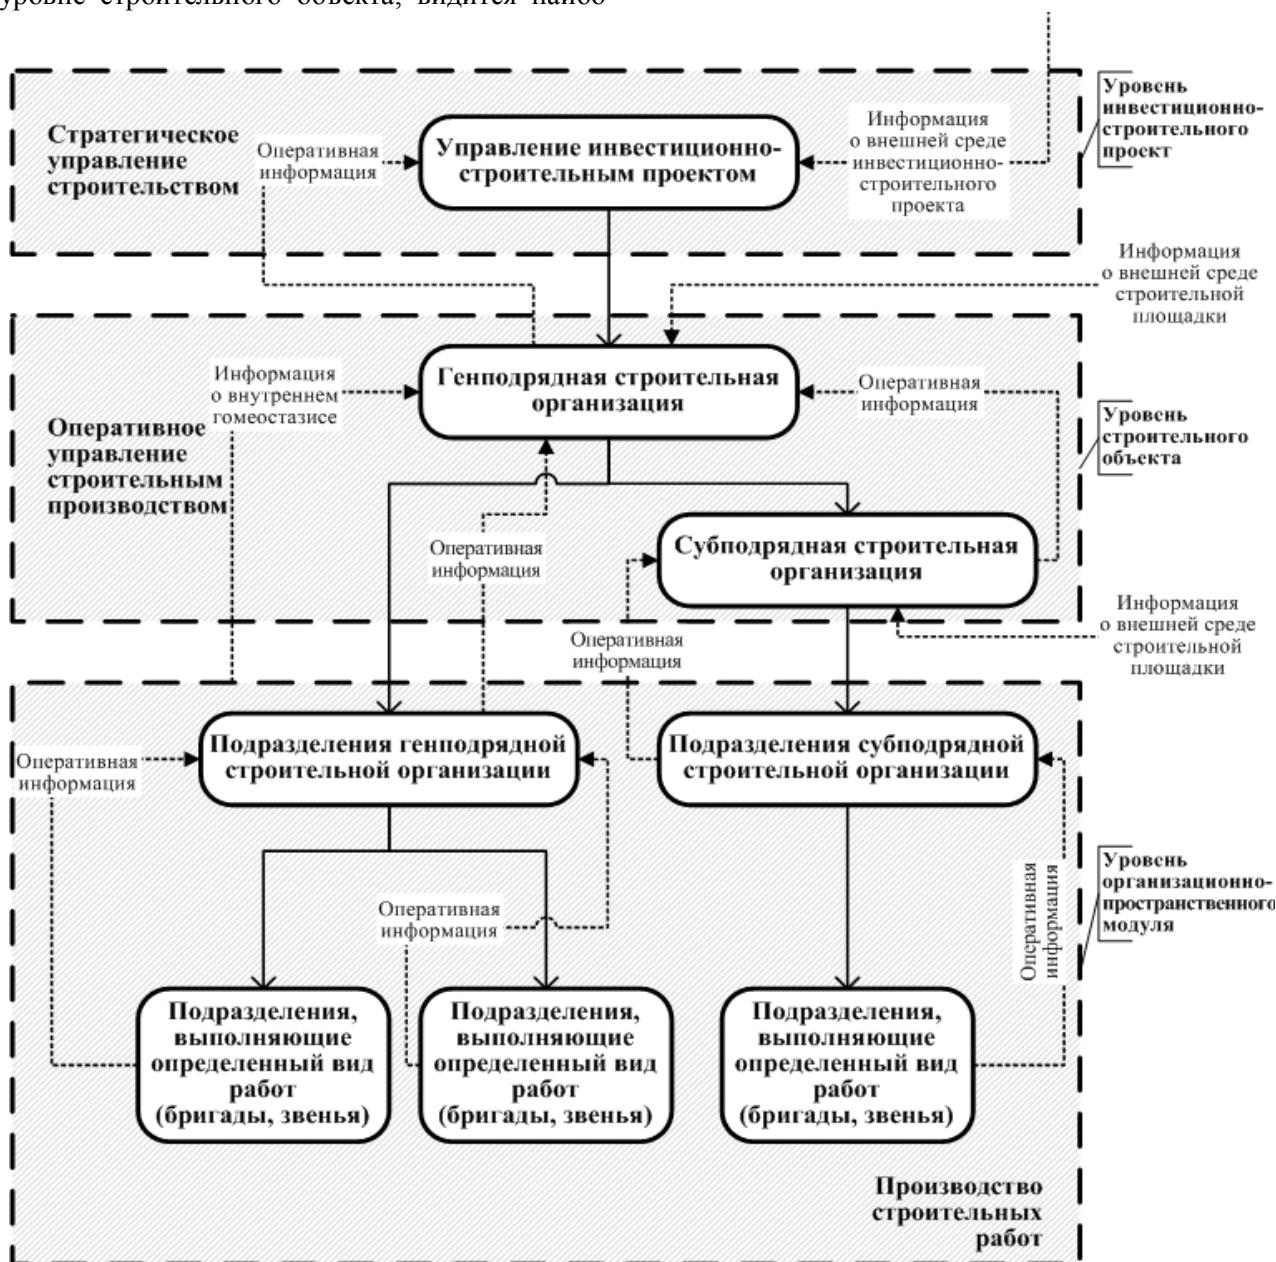 уровне строительного объекта, видится наибо
Стратегическое
управление
строительством
Оперативная
информация
Управление инвестиционно-
строительным проектом
Информация
о внешней среде
инвестиционно-
строительного
проекта
Уровень
инвестиционно-
строительного
проект
Информация
о внешней среде
строительной
площадки
Оперативное
управление
строительным
производством
Информация
о внутреннем
гомеостазисе
Генподрядная строительная
организация
Оперативная
информация
Уровень
строительного
объекта
Оперативная
информация
Субподрядная строительная
организация
Информация
о внешней среде
строительной
площадки
Оперативная
информация
Оперативная
информация
Подразделения генподрядной
строительной организации
Подразделения субподрядной
строительной организации
Оперативная
информация
Оперативная
информация
Уровень
организационно-
пространственного
модуля
Подразделения,
выполняющие
определенный вид
работ
(бригады, звенья)
Подразделения,
выполняющие
определенный вид
работ
(бригады, звенья)
Подразделения,
выполняющие
определенный вид
работ
(бригады, звенья)
Производство
строительных
работ